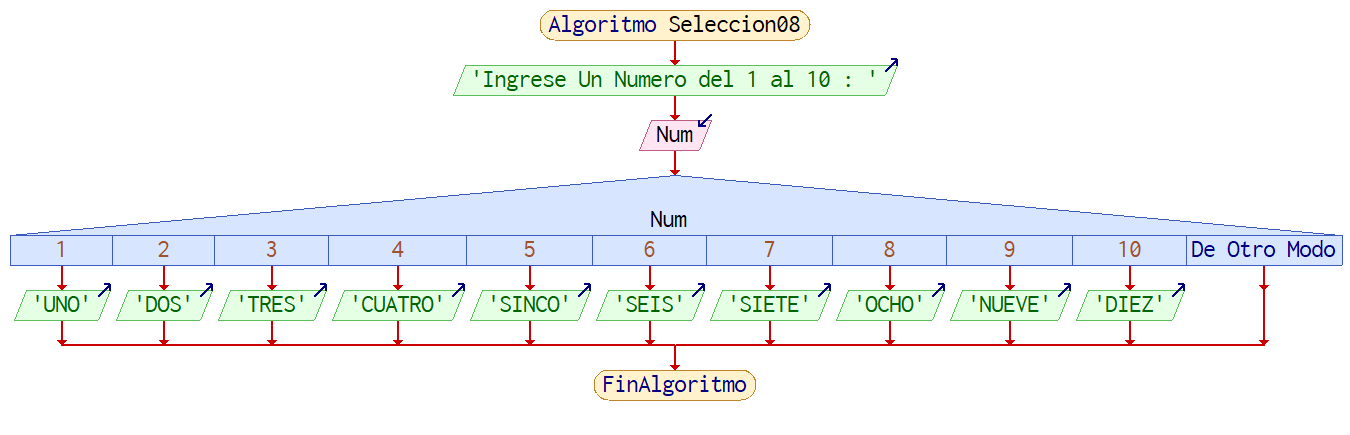 Algoritmo Seleccion08
'Ingrese Un Numero del 1 al 10 : '
Num
Num
1 2 3 4 5 6 7 8 9 10 De Otro Modo
'UNO' 'DOS' 'TRES' 'CUATRO' 'SINCO' 'SEIS' 'SIETE' 'OCHO' 'NUEVE' 'DIEZ'
FinAlgoritmo